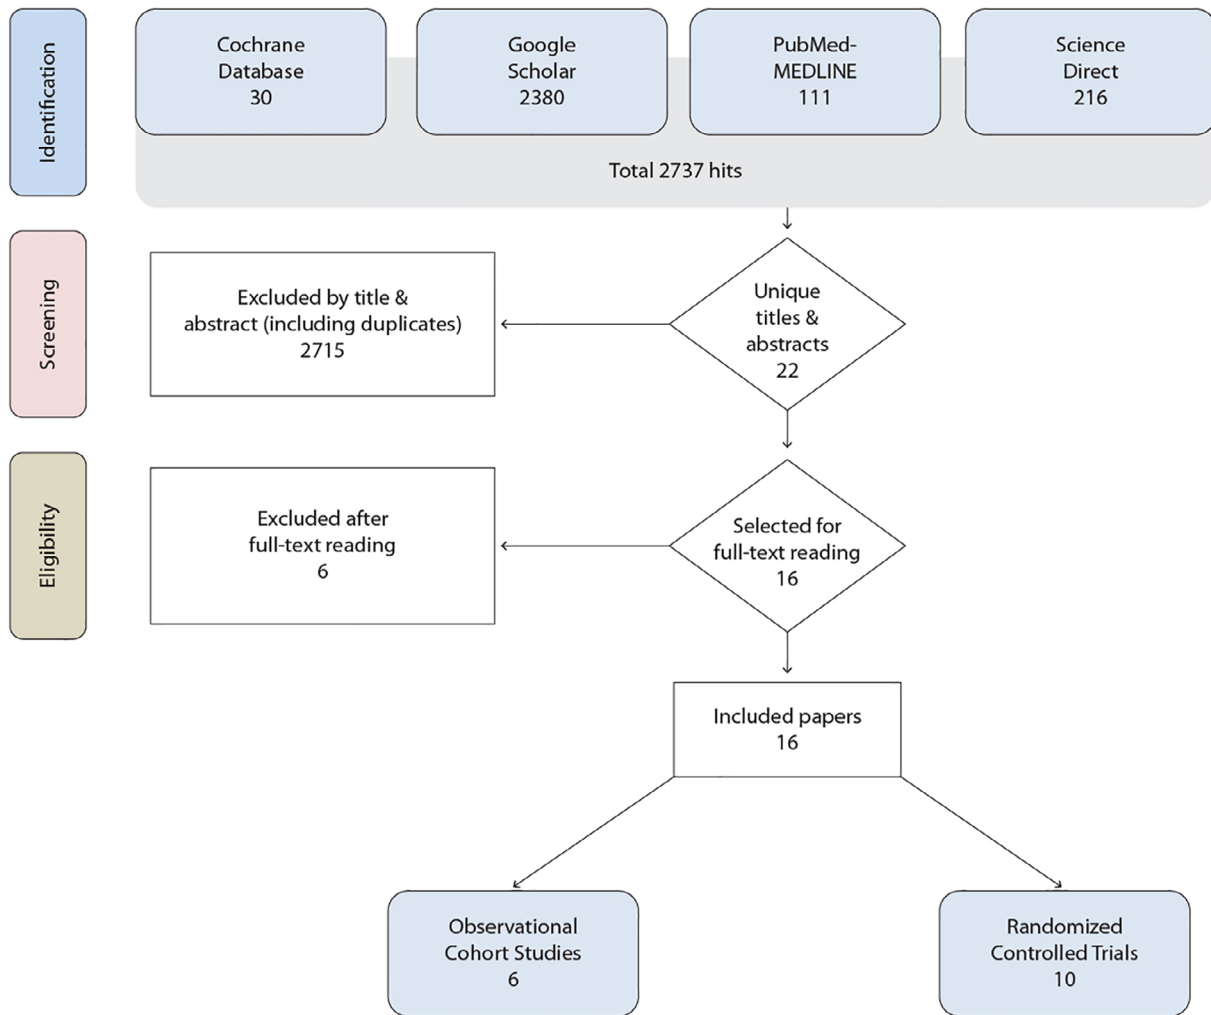 Identification
Cochrane
Database
30
Google
Scholar
2380
PubMed-
MEDLINE
111
Science
Direct
216
Total 2737 hits
Screening
Excluded by title &
abstract (including duplicates)
2715
Unique
titles &
abstracts
22
Eligibility
Excluded after
full-text reading
6
Selected for
full-text reading
16
Included papers
16
Observational
Cohort Studies
6
Randomized
Controlled Trials
10